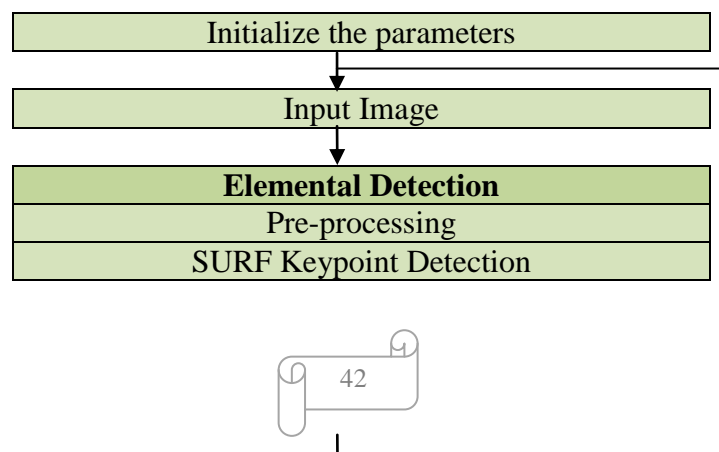 Initialize the parameters
Input Image
Elemental Detection
Pre-processing
SURF Keypoint Detection
42